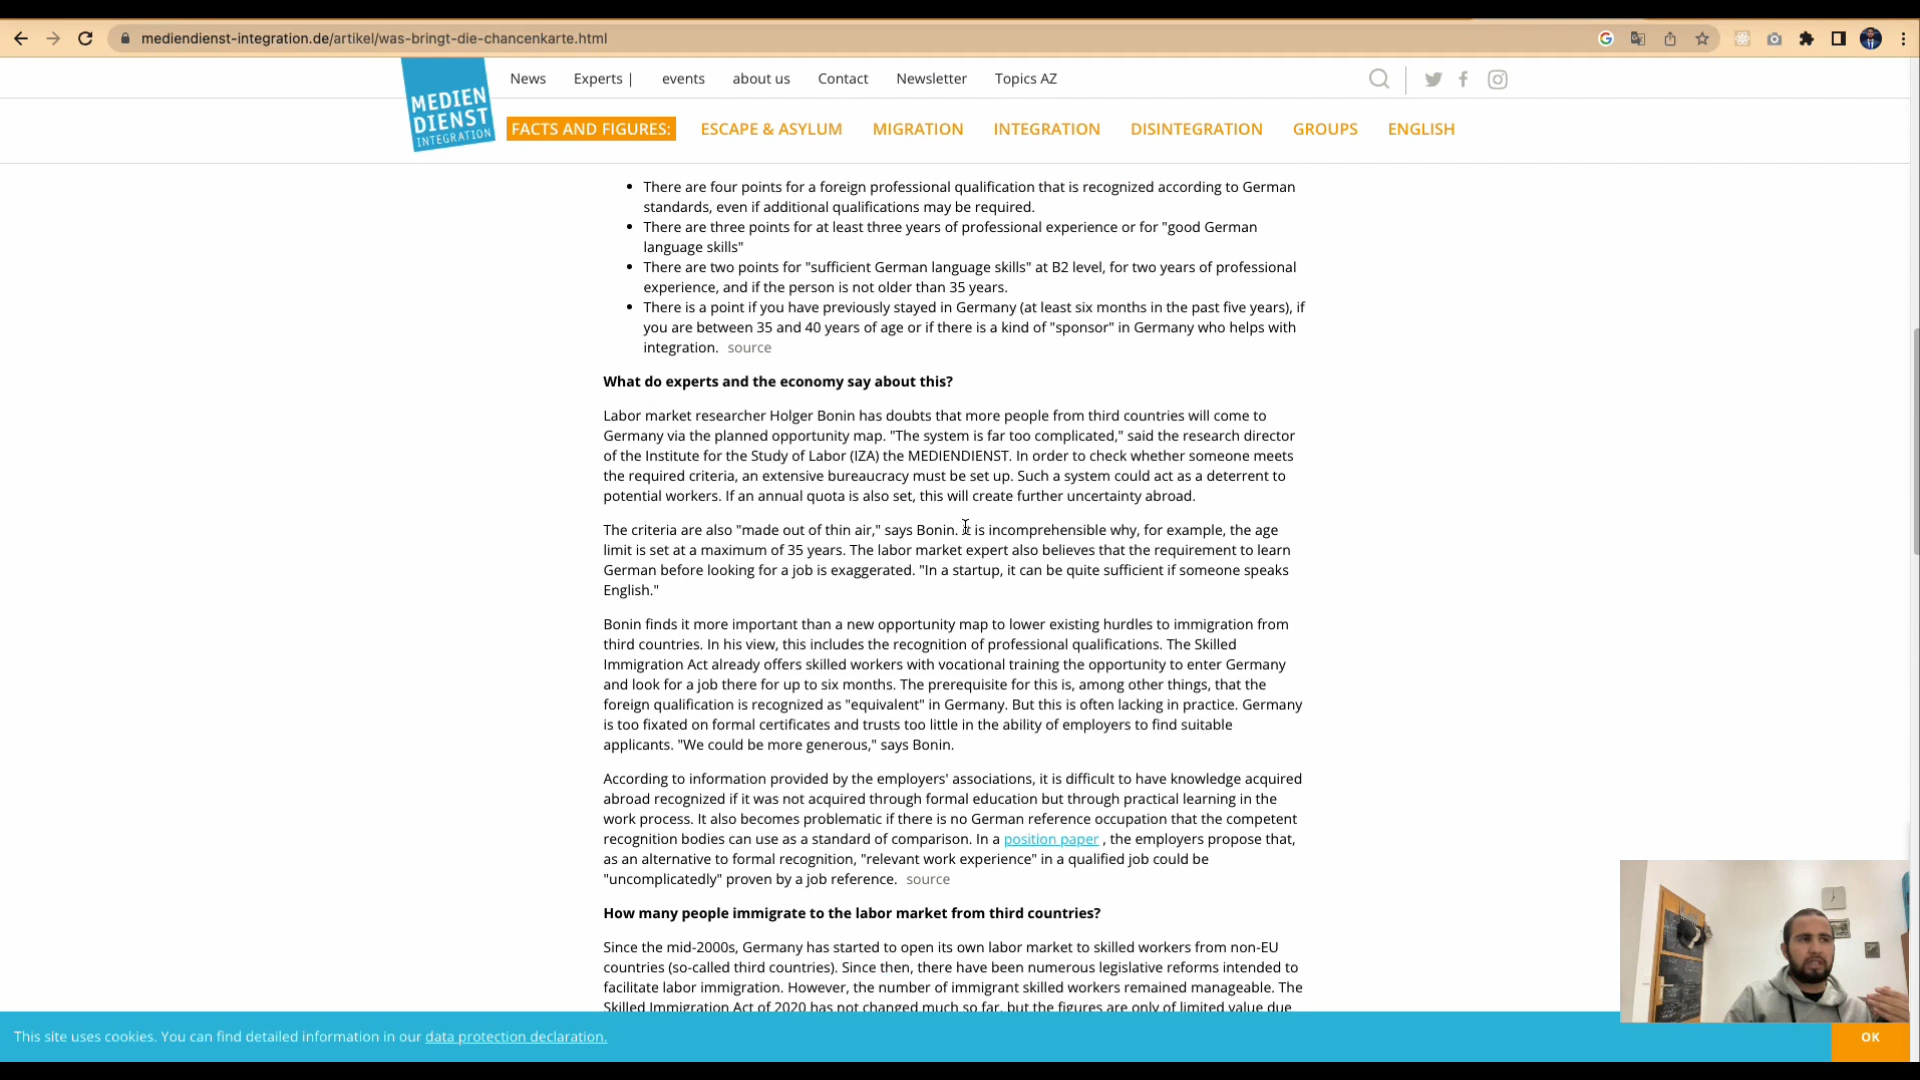 mediendienst-integration.de/artikel/was-bringt-die-chancenkarte.html
MEDIEN
DIENST
INTEGRATION
News Experts | events about us Contact Newsletter Topics AZ
FACTS AND FIGURES: ESCAPE & ASYLUM MIGRATION INTEGRATION DISINTEGRATION GROUPS ENGLISH
There are four points for a foreign professional qualification that is recognized according to German
standards, even if additional qualifications may be required.
There are three points for at least three years of professional experience or for "good German
language skills"
There are two points for "sufficient German language skills" at B2 level, for two years of professional
experience, and if the person is not older than 35 years.
There is a point if you have previously stayed in Germany (at least six months in the past five years), if
you are between 35 and 40 years of age or if there is a kind of "sponsor" in Germany who helps with
integration. source
What do experts and the economy say about this?
Labor market researcher Holger Bonin has doubts that more people from third countries will come to
Germany via the planned opportunity map. "The system is far too complicated," said the research director
of the Institute for the Study of Labor (IZA) the MEDIENDIENST. In order to check whether someone meets
the required criteria, an extensive bureaucracy must be set up. Such a system could act as a deterrent to
potential workers. If an annual quota is also set, this will create further uncertainty abroad.
The criteria are also "made out of thin air," says Bonin. It is incomprehensible why, for example, the age
limit is set at a maximum of 35 years. The labor market expert also believes that the requirement to learn
German before looking for a job is exaggerated. "In a startup, it can be quite sufficient if someone speaks
English."
Bonin finds it more important than a new opportunity map to lower existing hurdles to immigration from
third countries. In his view, this includes the recognition of professional qualifications. The Skilled
Immigration Act already offers skilled workers with vocational training the opportunity to enter Germany
and look for a job there for up to six months. The prerequisite for this is, among other things, that the
foreign qualification is recognized as "equivalent" in Germany. But this is often lacking in practice. Germany
is too fixated on formal certificates and trusts too little in the ability of employers to find suitable
applicants. "We could be more generous," says Bonin.
According to information provided by the employers' associations, it is difficult to have knowledge acquired
abroad recognized if it was not acquired through formal education but through practical learning in the
work process. It also becomes problematic if there is no German reference occupation that the competent
recognition bodies can use as a standard of comparison. In a position paper , the employers propose that,
as an alternative to formal recognition, "relevant work experience" in a qualified job could be
"uncomplicatedly" proven by a job reference. source
How many people immigrate to the labor market from third countries?
Since the mid-2000s, Germany has started to open its own labor market to skilled workers from non-EU
countries (so-called third countries). Since then, there have been numerous legislative reforms intended to
facilitate labor immigration. However, the number of immigrant skilled workers remained manageable. The
Skilled Immigration Act of 2020 has not changed much so far, but the figures are only of limited value due
This site uses cookies. You can find detailed information in our data protection declaration.
OK